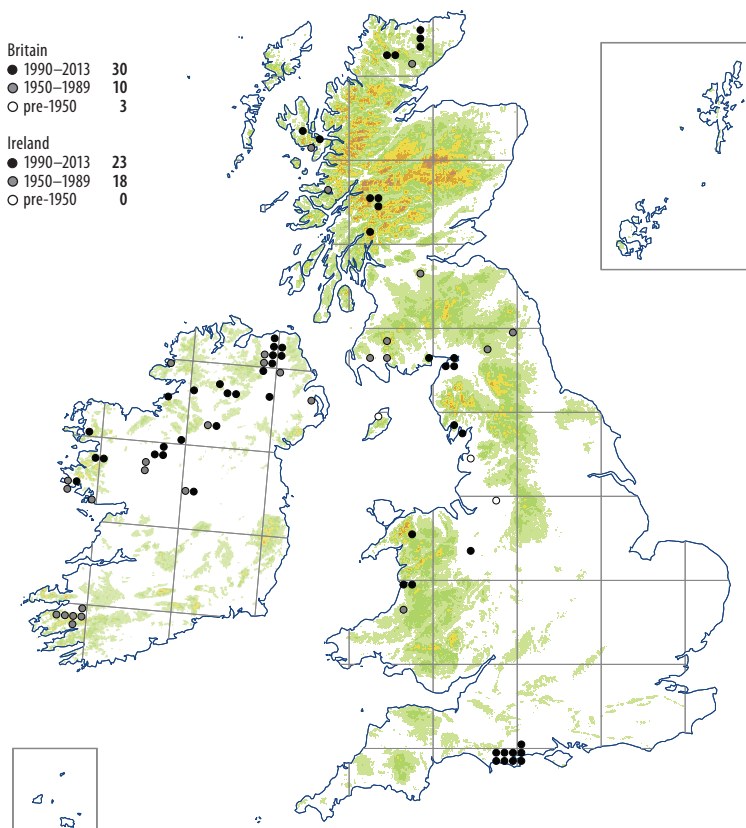 Britain
● 1990–2013 30
● 1950–1989 10
○ pre-1950 3
Ireland
● 1990–2013 23
● 1950–1989 18
○ pre-1950 0